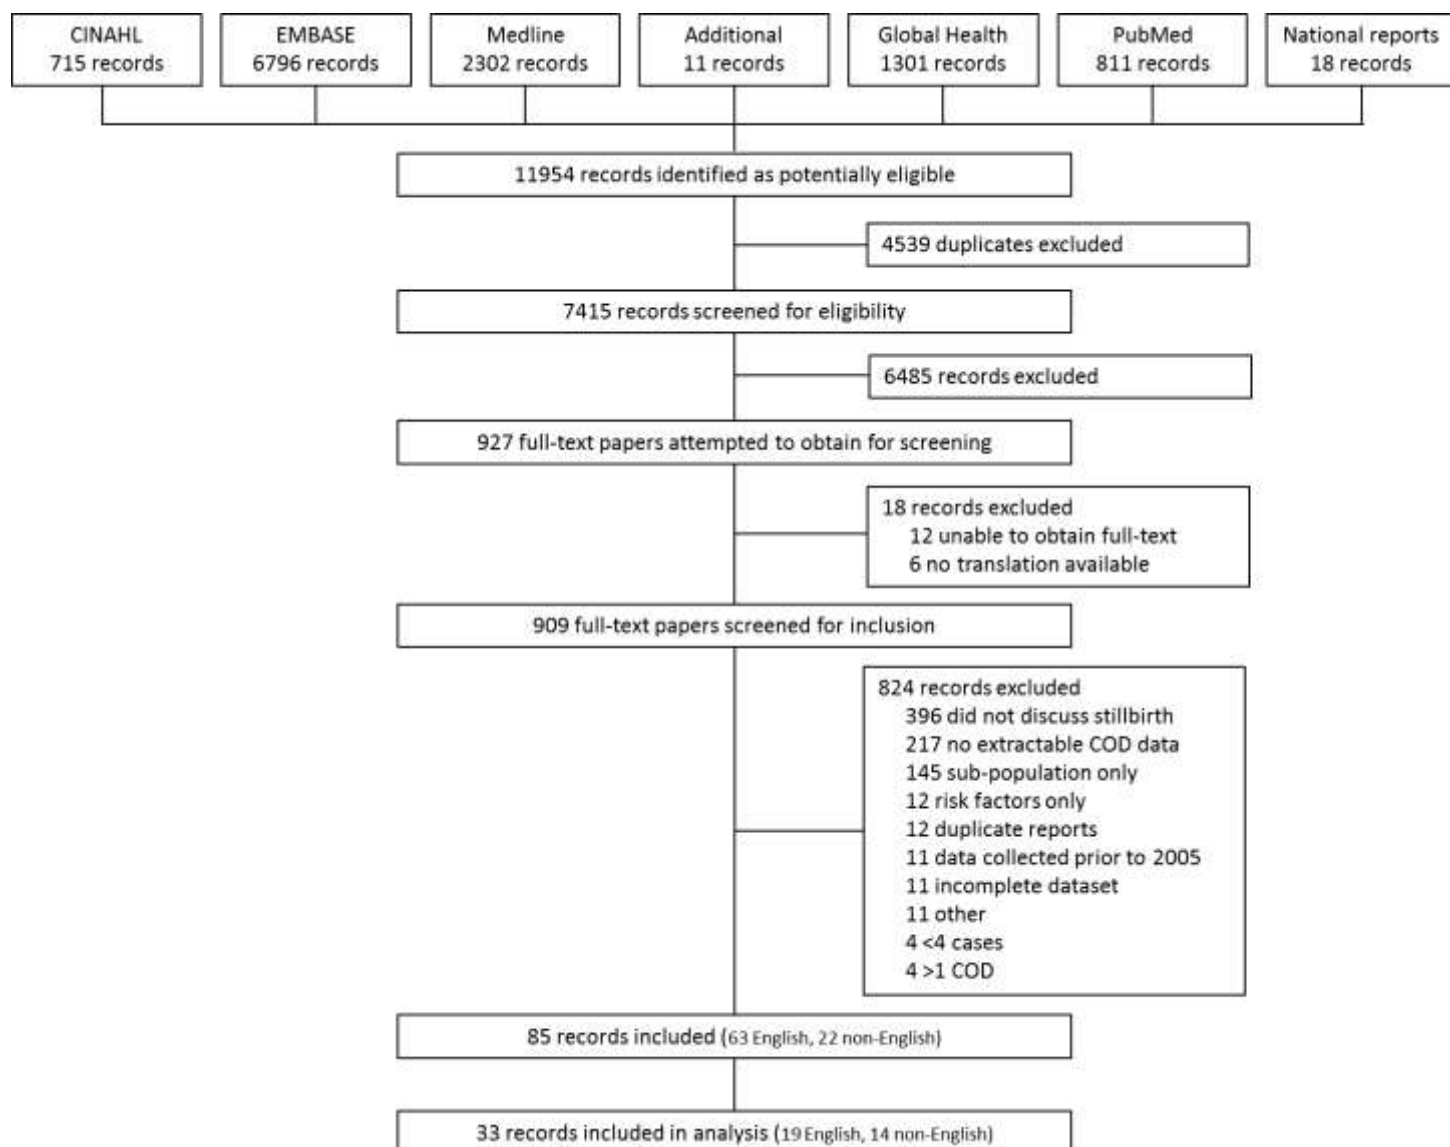 CINAHL
715 records
EMBASE
6796 records
Medline
2302 records
Additional
11 records
Global Health
1301 records
PubMed
811 records
National reports
18 records
11954 records identified as potentially eligible
4539 duplicates excluded
7415 records screened for eligibility
6485 records excluded
927 full-text papers attempted to obtain for screening
18 records excluded
12 unable to obtain full-text
6 no translation available
909 full-text papers screened for inclusion
824 records excluded
396 did not discuss stillbirth
217 no extractable COD data
145 sub-population only
12 risk factors only
12 duplicate reports
11 data collected prior to 2005
11 incomplete dataset
11 other
4 <4 cases
4 >1 COD
85 records included (63 English, 22 non-English)
33 records included in analysis (19 English, 14 non-English)